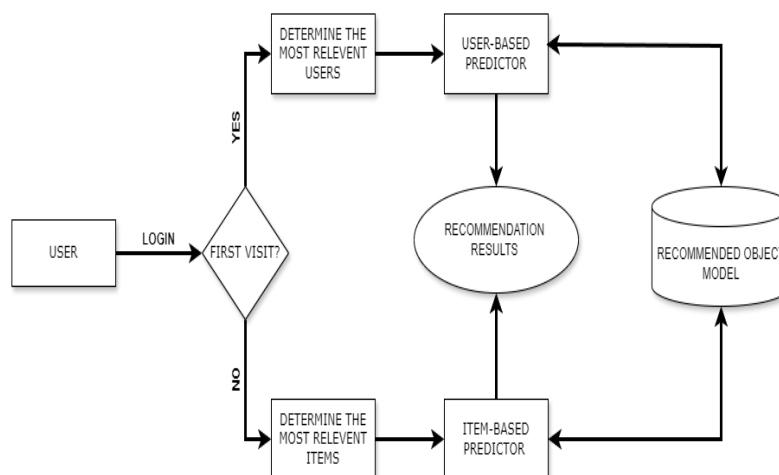 DETERMINE THE
MOST RELEVENT
USERS
USER-BASED
PREDICTOR
YES
USER
LOGIN
FIRST VISIT?
RECOMMENDATION
RESULTS
RECOMMENDED OBJECT
MODEL
NO
DETERMINE THE
MOST RELEVENT
ITEMS
ITEM-BASED
PREDICTOR